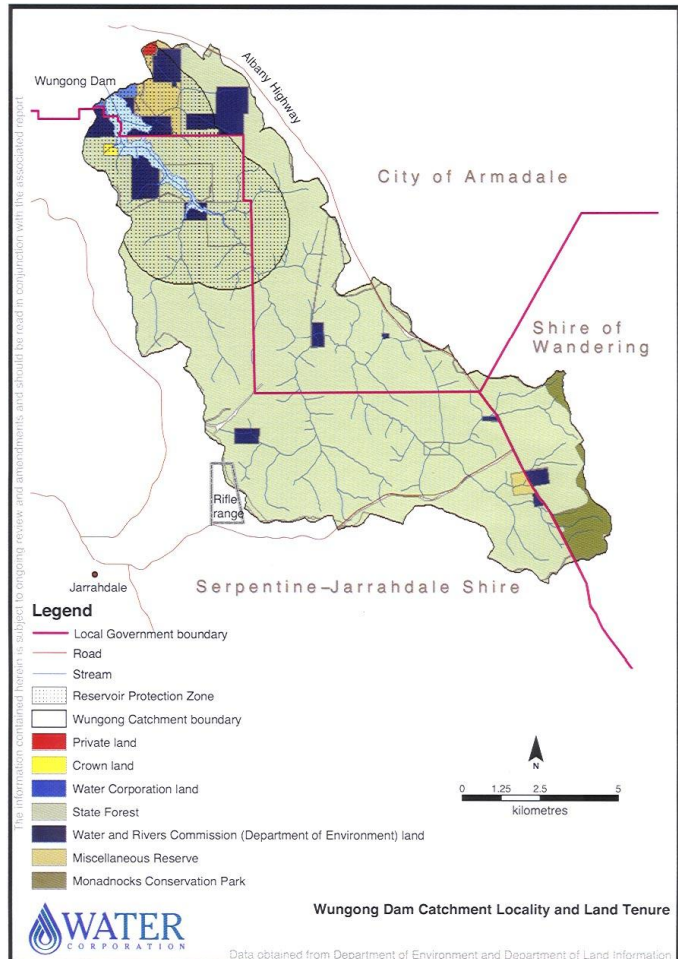 Wungong Dam
Albany Highway
City of Armadale
Shire of
Wandering
Rifle
range
Jarrahdale
Serpentine–Jarrahdale Shire
The information contained herein is subject to ongoing review and amendments and should be read in conjunction with the associated report
Legend
Local Government boundary
Road
Stream
Reservoir Protection Zone
Wungong Catchment boundary
Private land
Crown land
Water Corporation land
State Forest
Water and Rivers Commission (Department of Environment) land
Miscellaneous Reserve
Monadnocks Conservation Park
N
0 1.25 2.5 5
kilometres
Wungong Dam Catchment Locality and Land Tenure
WATER
CORPORATION
Data obtained from Department of Environment and Department of Land Information